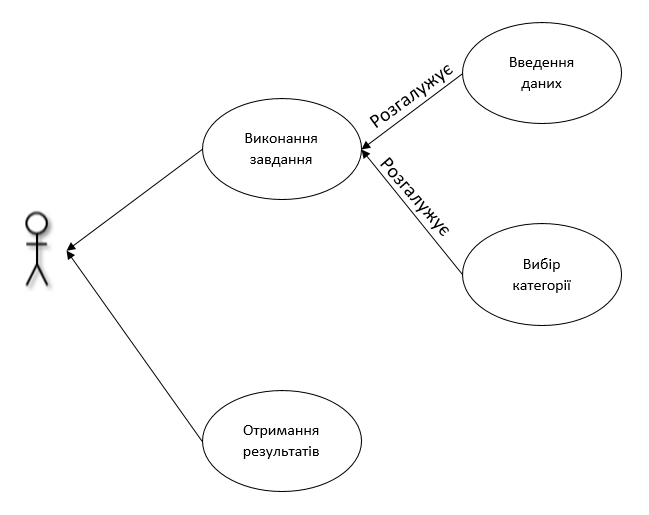 Введення
даних
Розгалужує
Виконання
завдання
Розгалужує
Вибір
категорії
Отримання
результатів